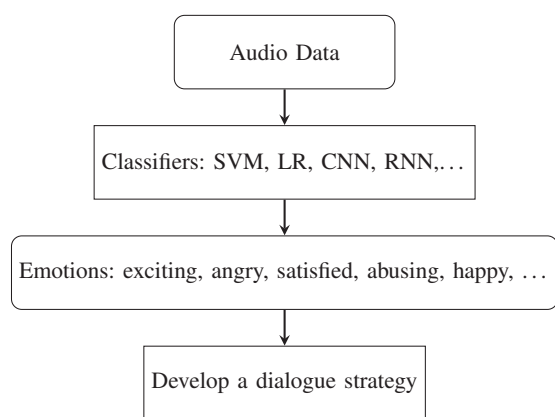 Audio Data
Classifiers: SVM, LR, CNN, RNN,...
Emotions: exciting, angry, satisfied, abusing, happy, ...
Develop a dialogue strategy